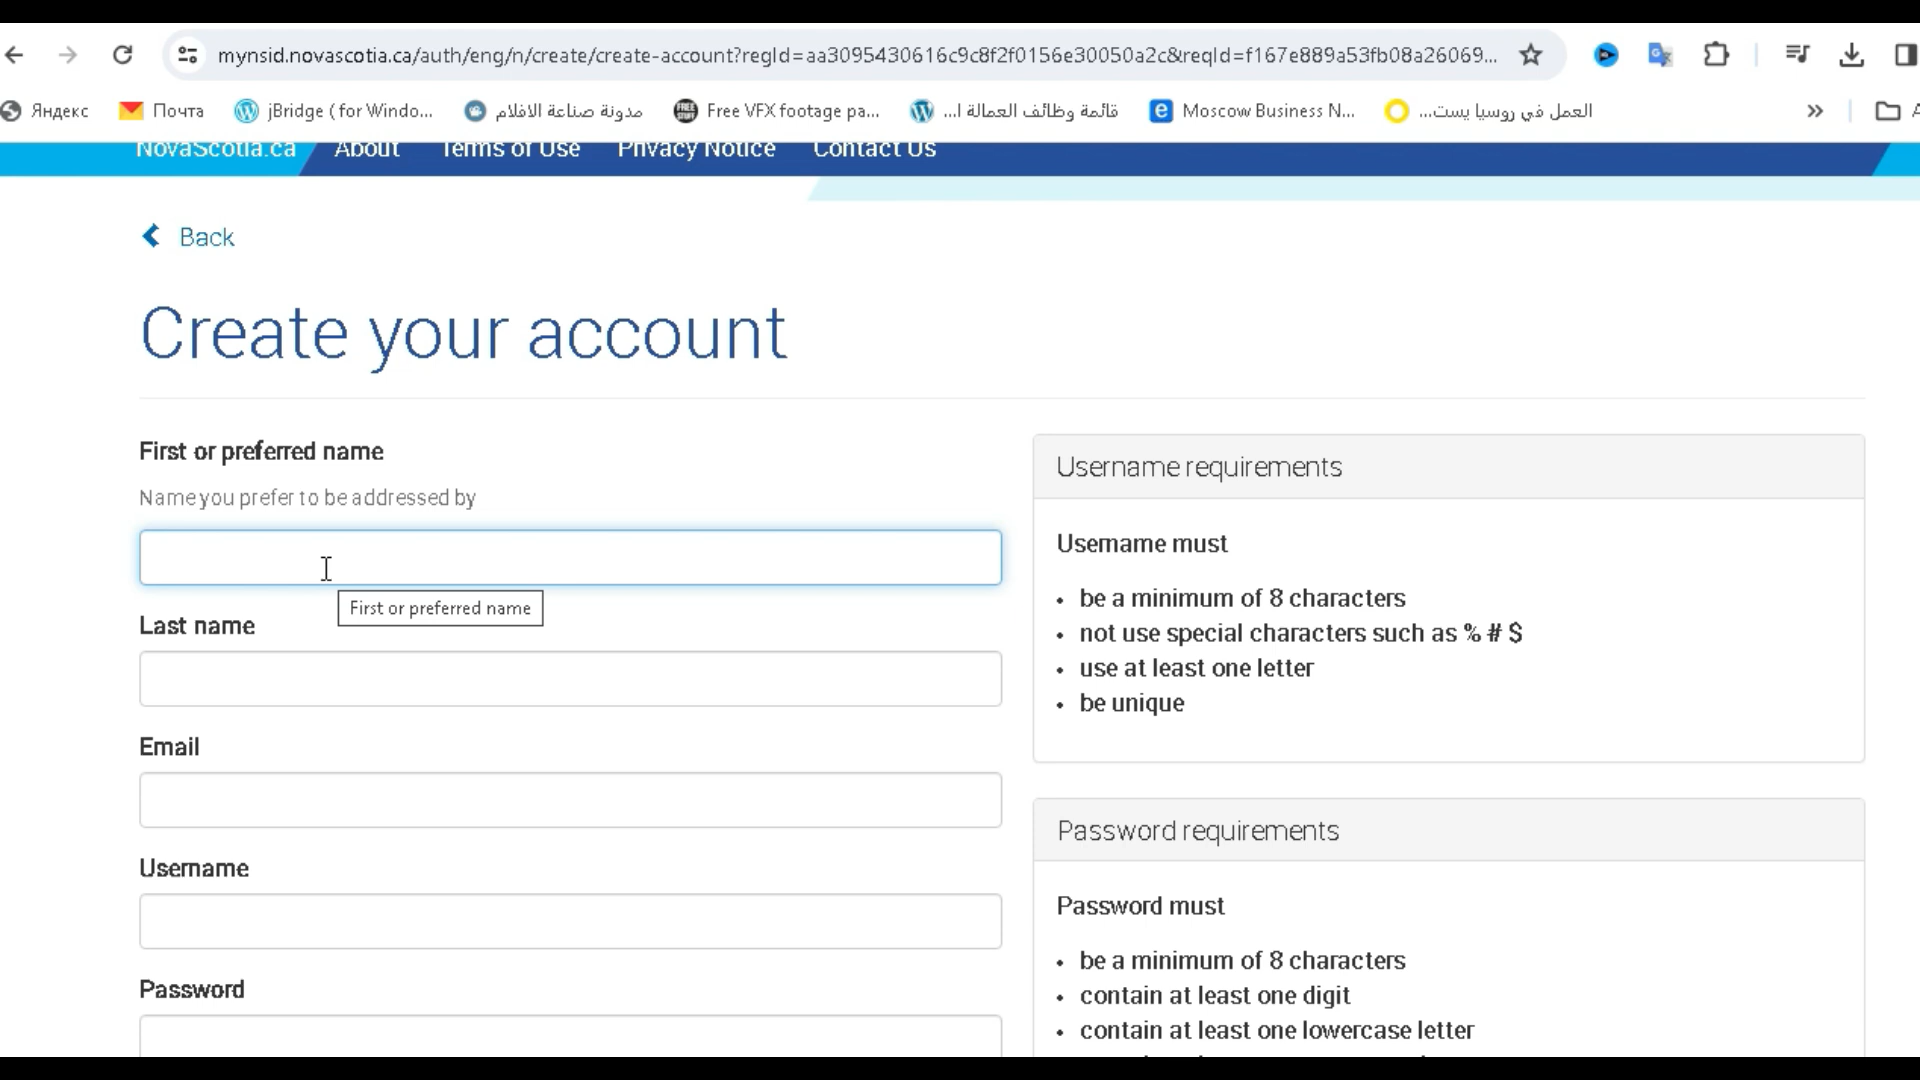 mynsid.novascotia.ca/auth/eng/n/create/create-account?regId=aa3095430616c9c8f2f0156e30050a2c&reqId=f167e889a53fb08a26069...
Яндекс Почта jBridge ( for Windo... مدونة صناعة الافلام Free VFX footage pa... قائمة وظائف العمالة ا... Moscow Business N... العمل في روسيا يست...
NovaScotia.ca About Terms of Use Privacy Notice Contact Us
Back
Create your account
First or preferred name
Name you prefer to be addressed by
First or preferred name
Last name
Email
Username
Password
Username requirements
Username must
• be a minimum of 8 characters
• not use special characters such as % # $
• use at least one letter
• be unique
Password requirements
Password must
• be a minimum of 8 characters
• contain at least one digit
• contain at least one lowercase letter